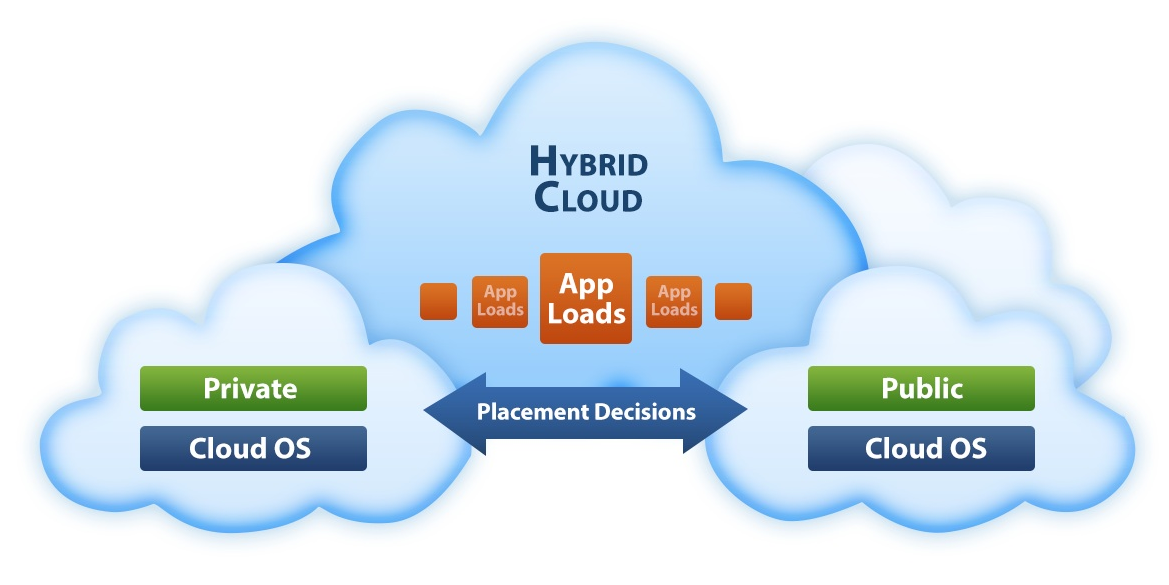 HYBRID
CLOUD
App
Loads
App
Loads
App
Loads
Private
Placement Decisions
Public
Cloud OS
Cloud OS